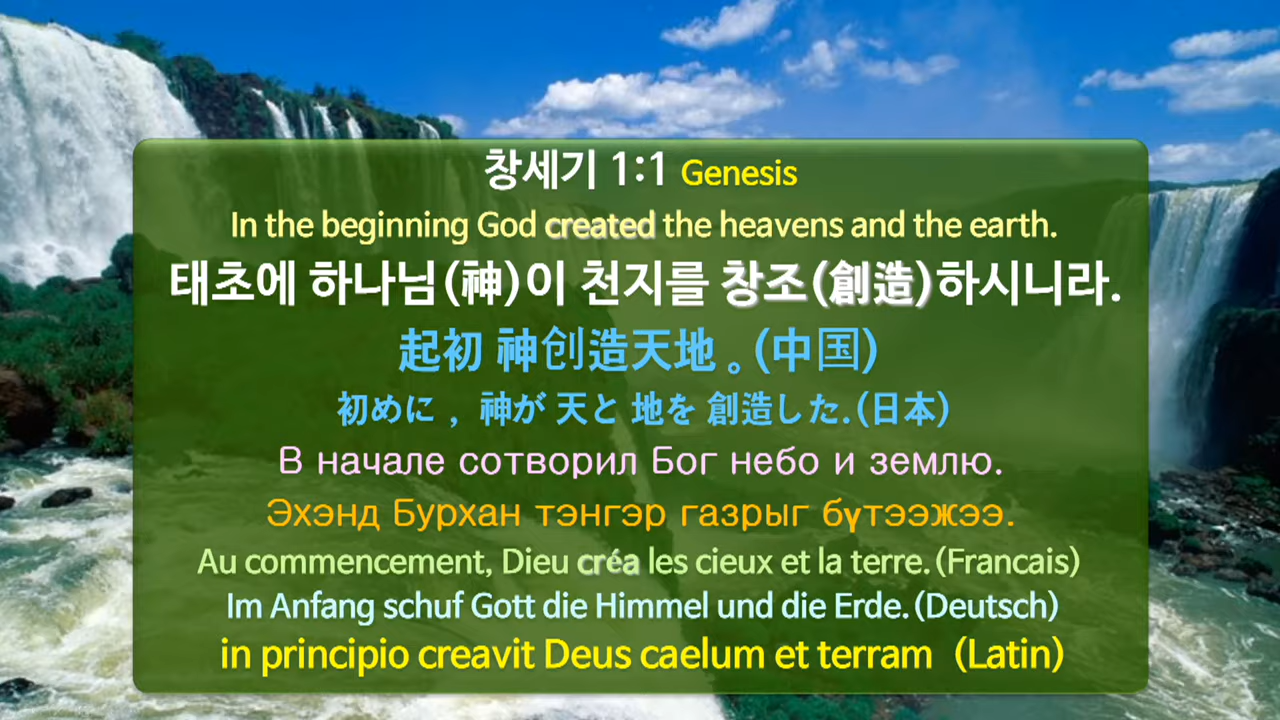 창세기 1:1 Genesis
In the beginning God created the heavens and the earth.
태초에 하나님(神)이 천지를 창조(創造)하시니라.
起初 神创造天地。(中国)
初めに， 神が 天と 地を 創造した.(日本)
В начале сотворил Бог небо и землю.
Эхэнд Бурхан тэнгэр газрыг бүтээжээ.
Au commencement, Dieu créa les cieux et la terre.(Francais)
Im Anfang schuf Gott die Himmel und die Erde.(Deutsch)
in principio creavit Deus caelum et terram (Latin)